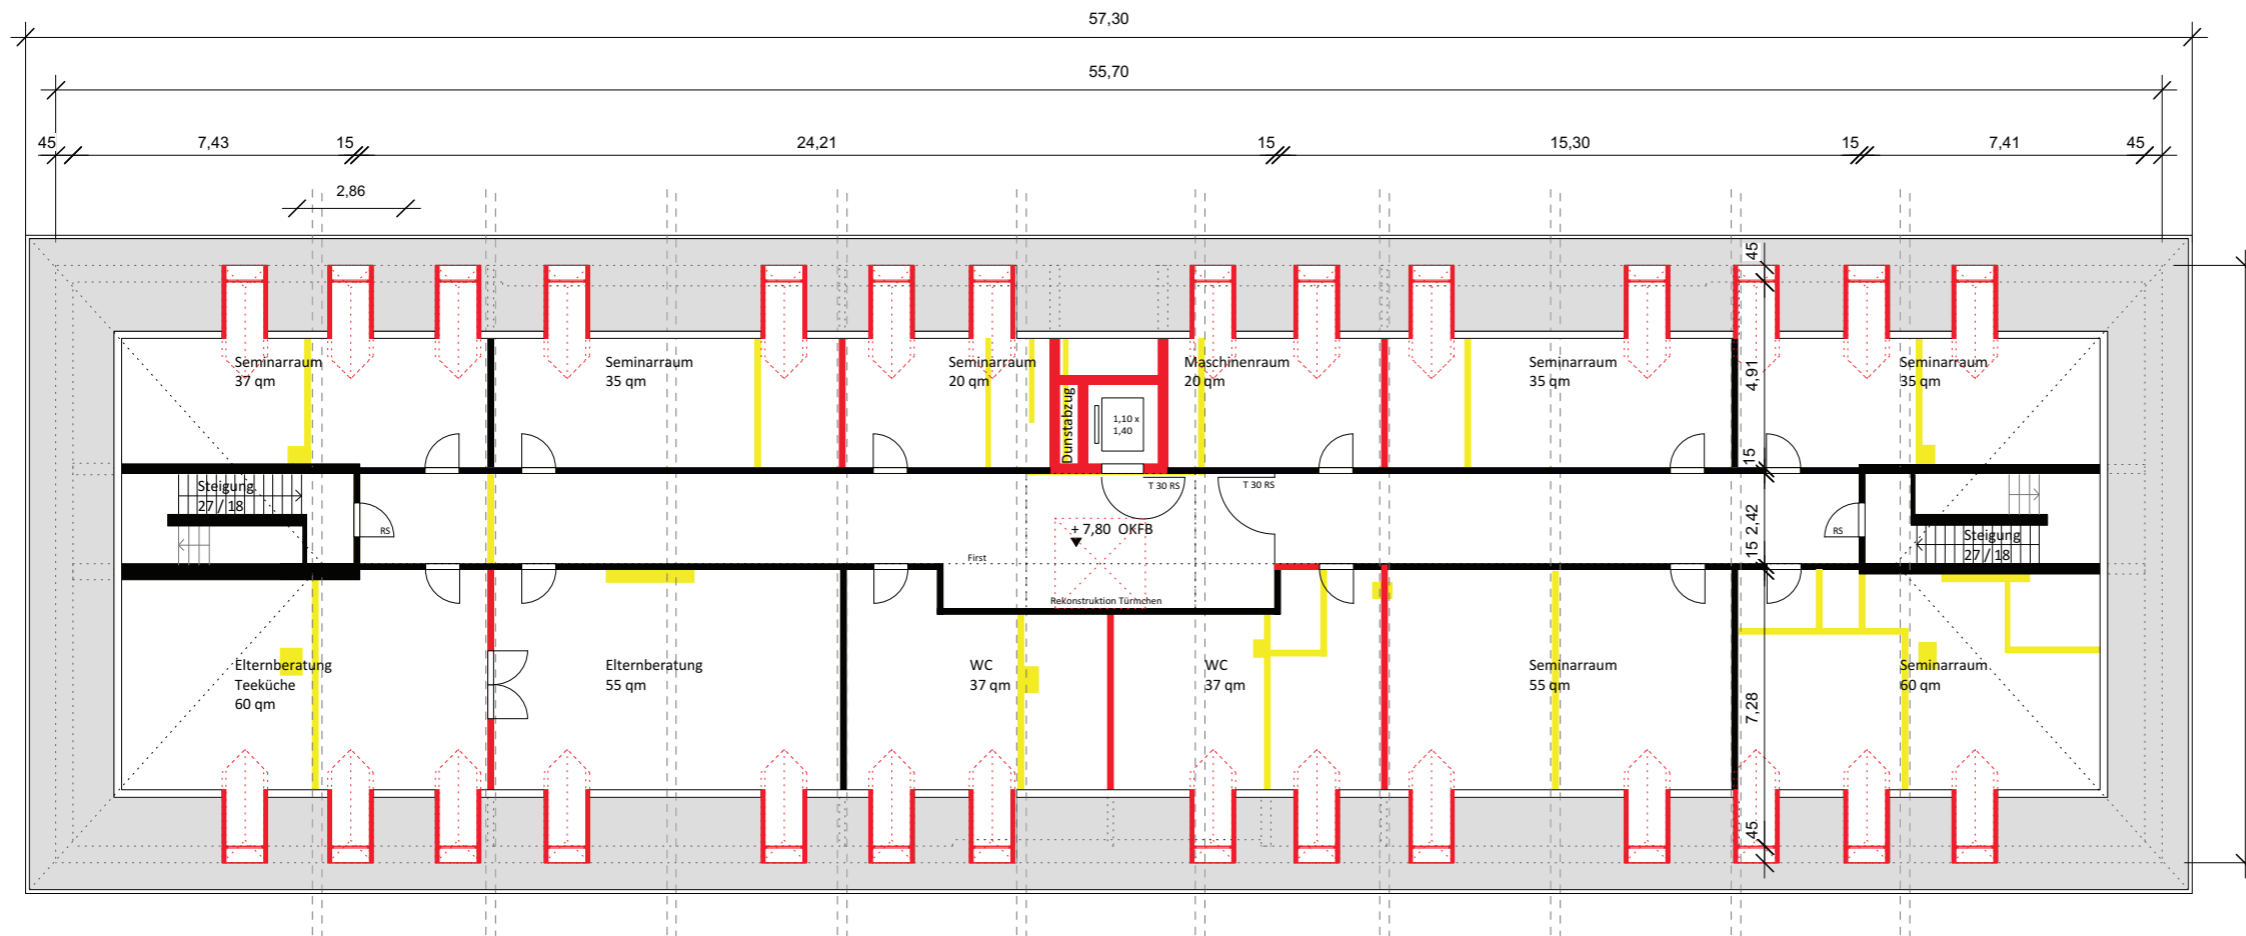 57,30
55,70
45 7,43 15 24,21 15 15,30 15 7,41 45
2,86
45
Seminarraum
37 qm
Seminarraum
35 qm
Seminarraum
20 qm
Maschinenraum
20 qm
Seminarraum
35 qm
Seminarraum
35 qm
4,91
Dunstabzug
1,10 x
1,40
15
Steigung
27/18
RS
T 30 RS
T 30 RS
+ 7,80 OKFB
2,42
RS
Steigung
27/18
First
15
Rekonstruktion Türmchen
Elternberatung
Teeküche
60 qm
Elternberatung
55 qm
WC
37 qm
WC
37 qm
Seminarraum
55 qm
Seminarraum
60 qm
7,28
45